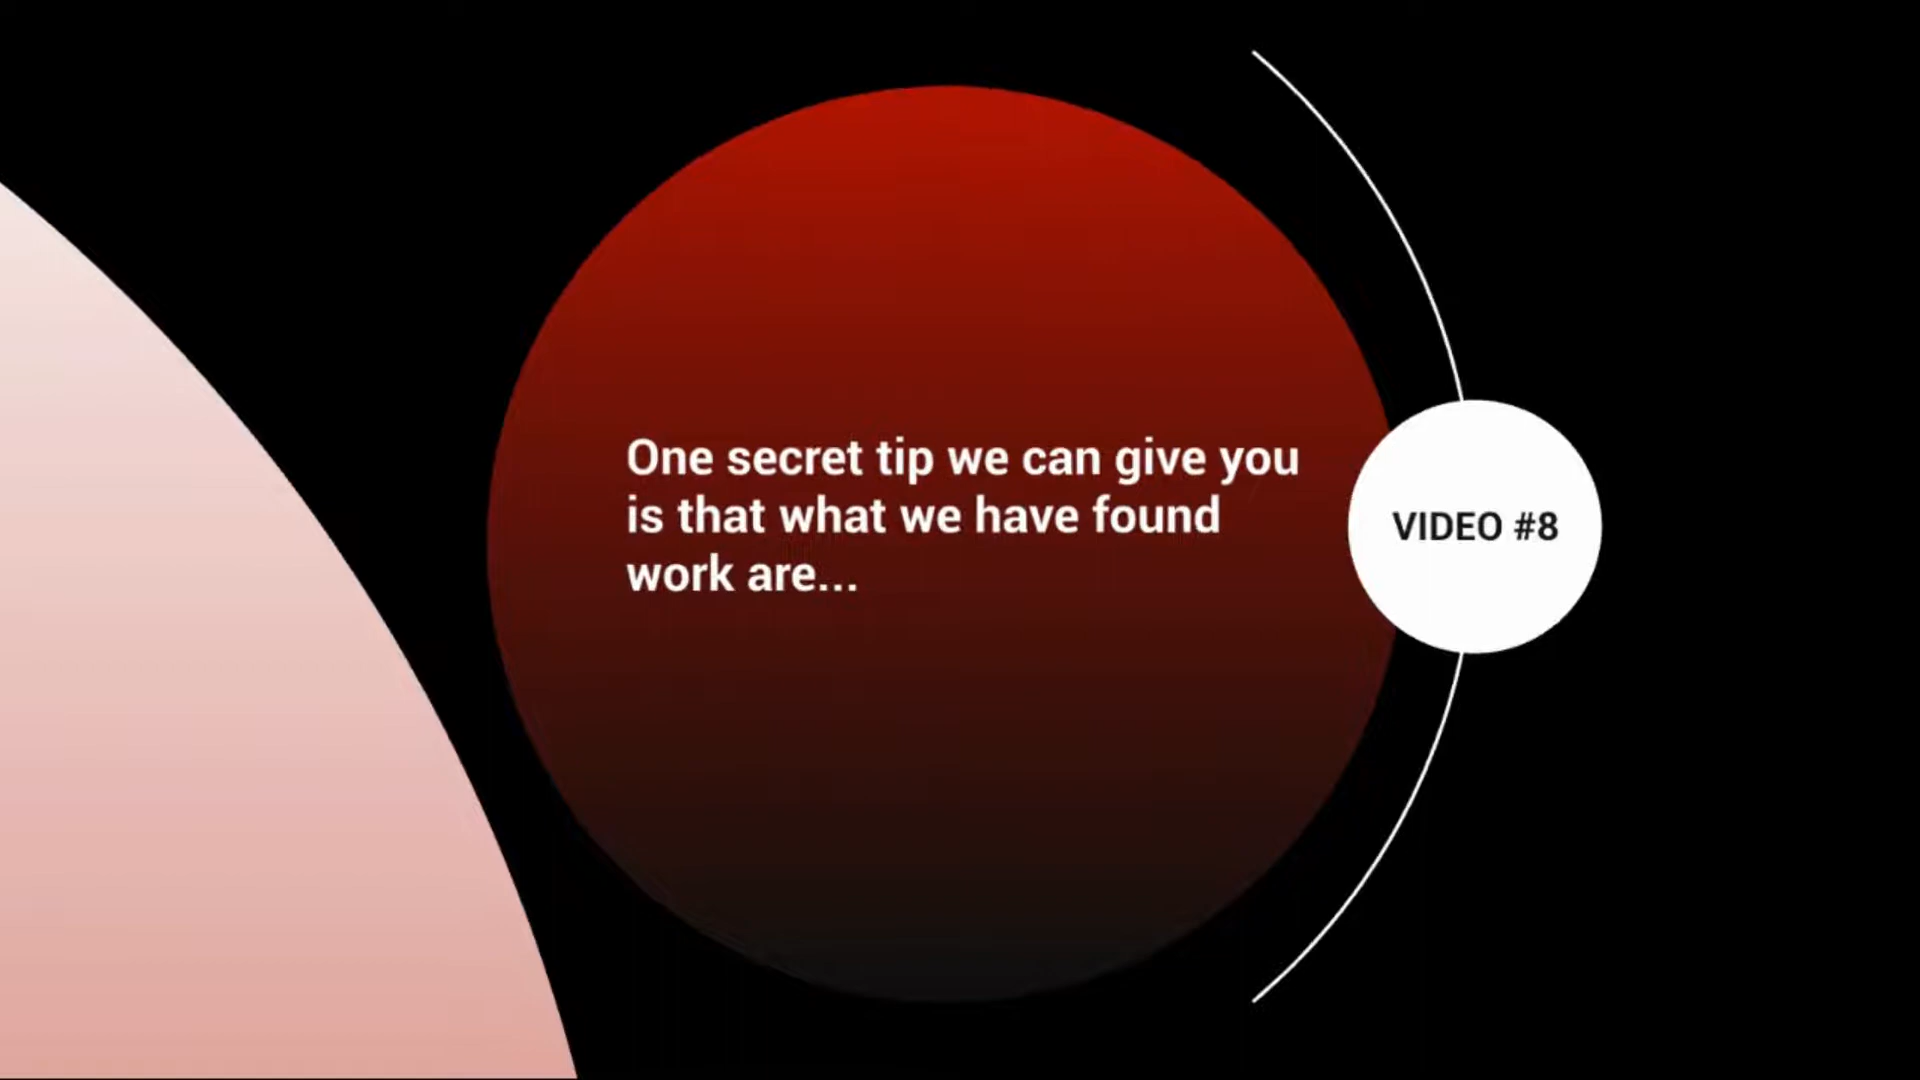 One secret tip we can give you
is that what we have found
work are...
VIDEO #8